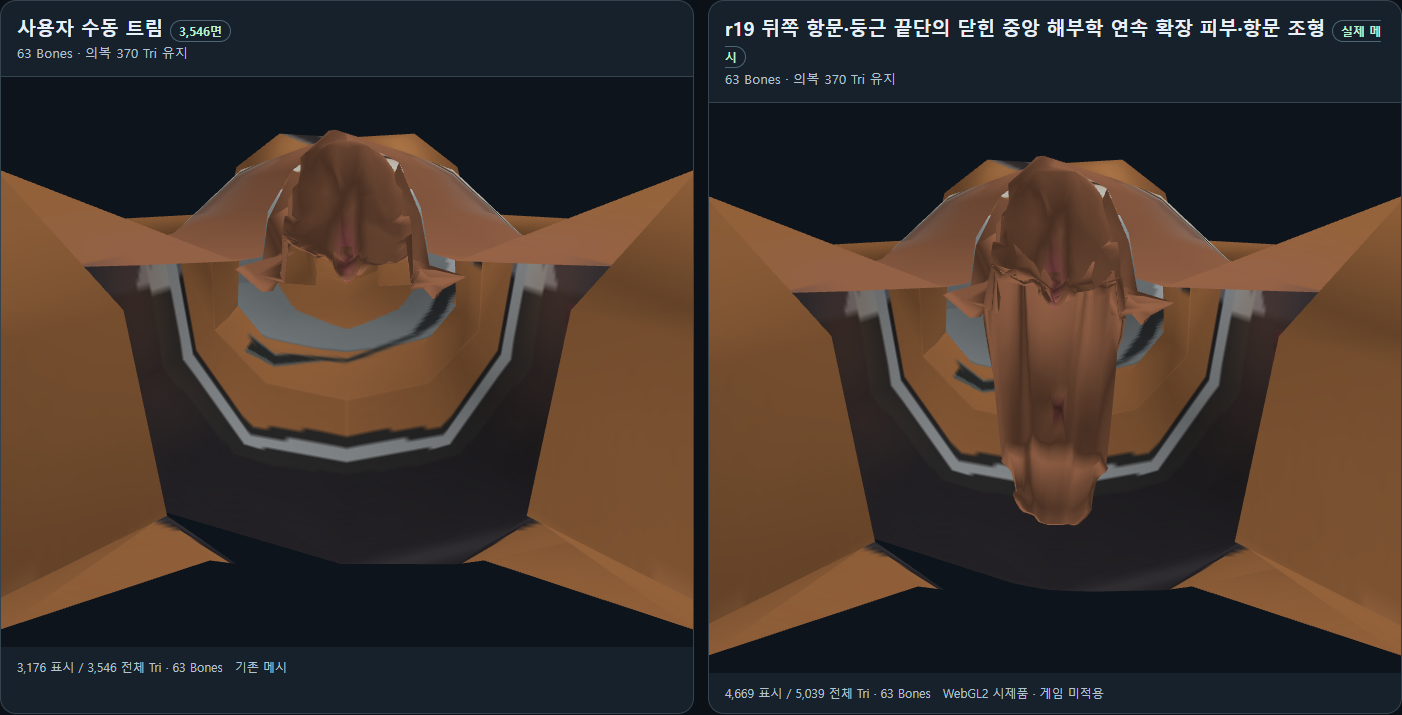 사용자 수동 트림 3,546면
63 Bones · 의복 370 Tri 유지
3,176 표시 / 3,546 전체 Tri · 63 Bones 기존 메시
r19 뒤쪽 항문·둥근 끝단의 닫힌 중앙 해부학 연속 확장 피부·항문 조형 실제 메
시
63 Bones · 의복 370 Tri 유지
4,669 표시 / 5,039 전체 Tri · 63 Bones WebGL2 시제품 · 게임 미적용